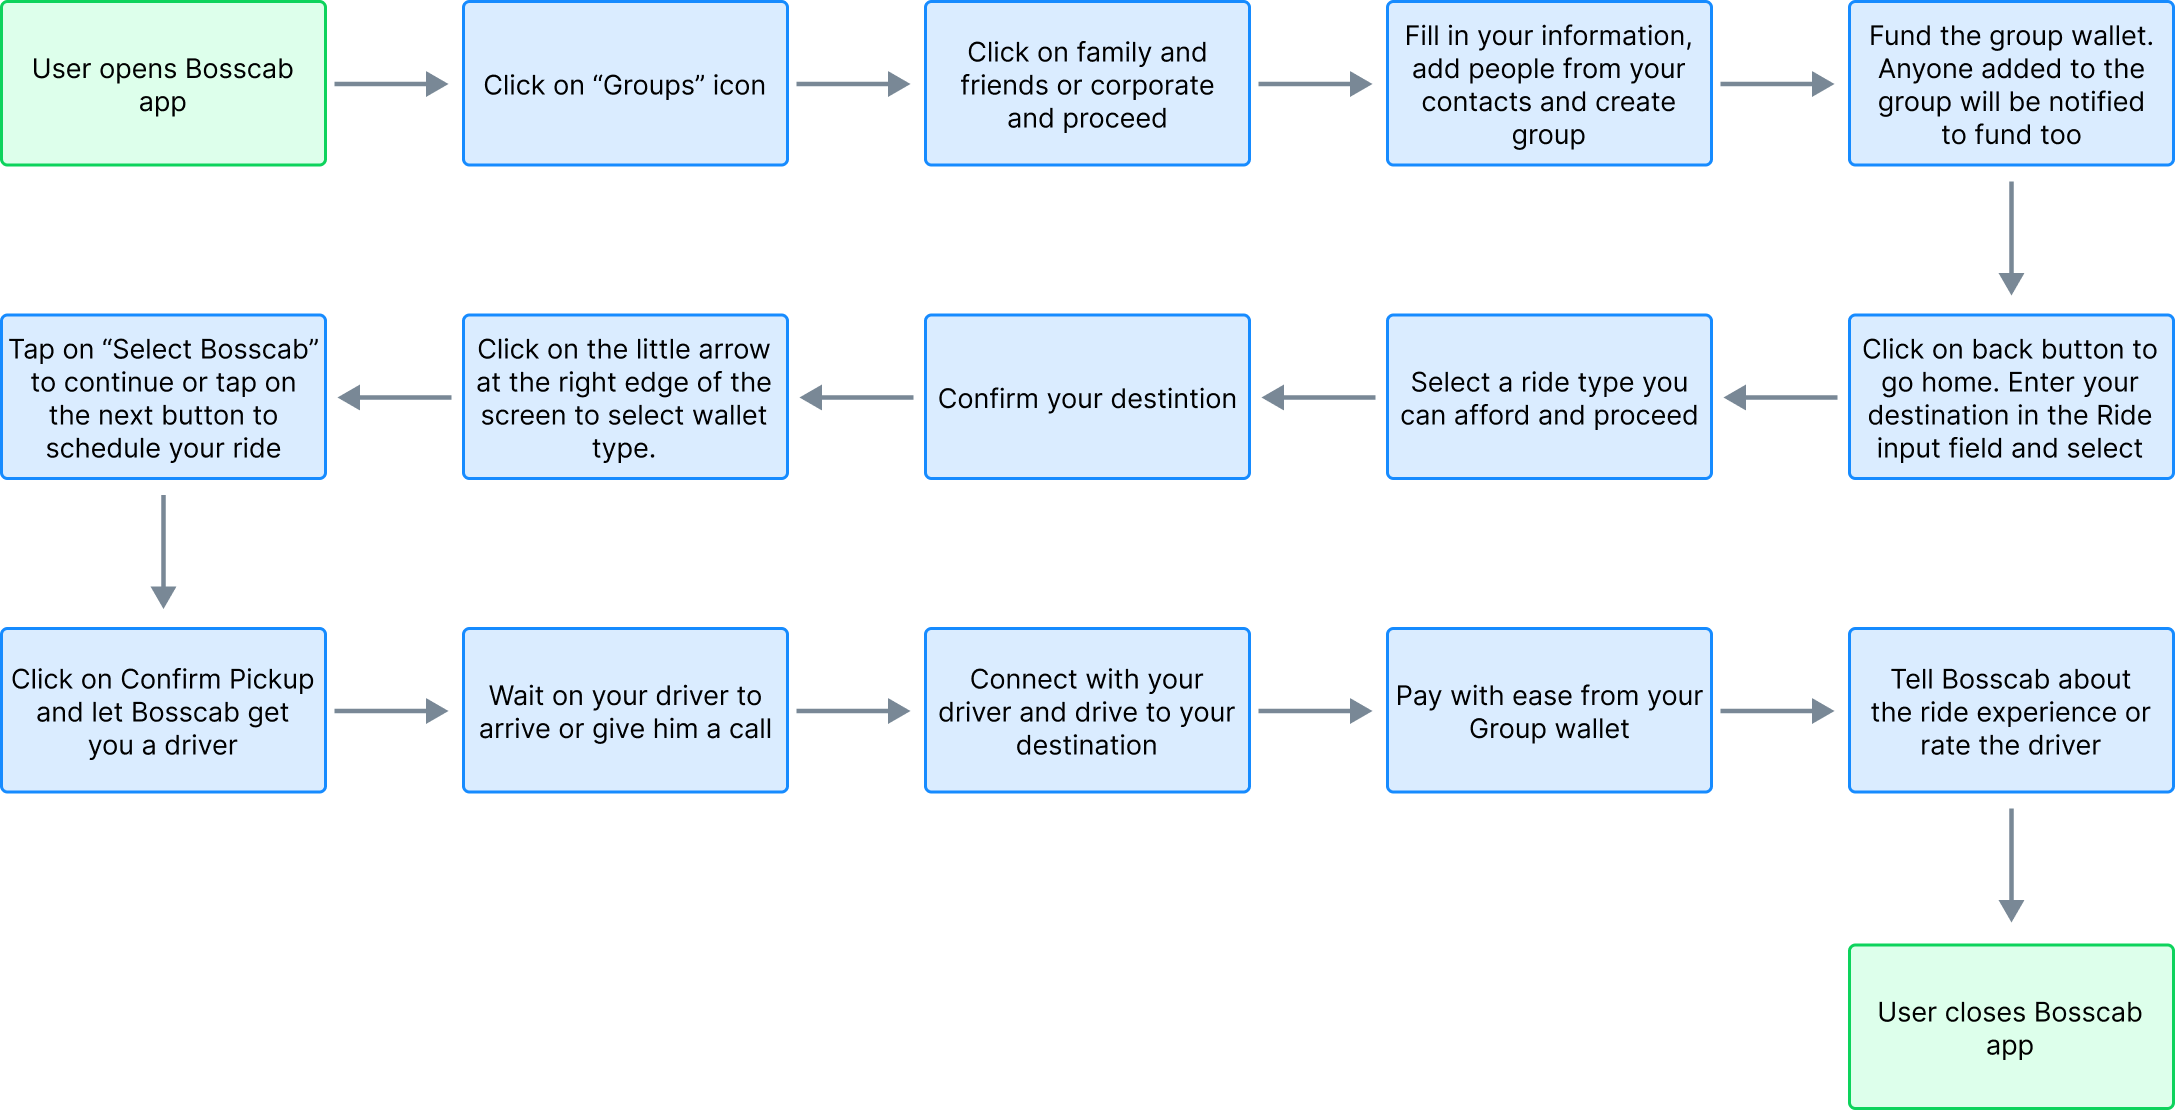 User opens Bosscab
app
Click on “Groups” icon
Click on family and
friends or corporate
and proceed
Fill in your information,
add people from your
contacts and create
group
Fund the group wallet.
Anyone added to the
group will be notified
to fund too
Click on back button to
go home. Enter your
destination in the Ride
input field and select
Select a ride type you
can afford and proceed
Confirm your destintion
Click on the little arrow
at the right edge of the
screen to select wallet
type.
Tap on “Select Bosscab”
to continue or tap on
the next button to
schedule your ride
Click on Confirm Pickup
and let Bosscab get
you a driver
Wait on your driver to
arrive or give him a call
Connect with your
driver and drive to your
destination
Pay with ease from your
Group wallet
Tell Bosscab about
the ride experience or
rate the driver
User closes Bosscab
app